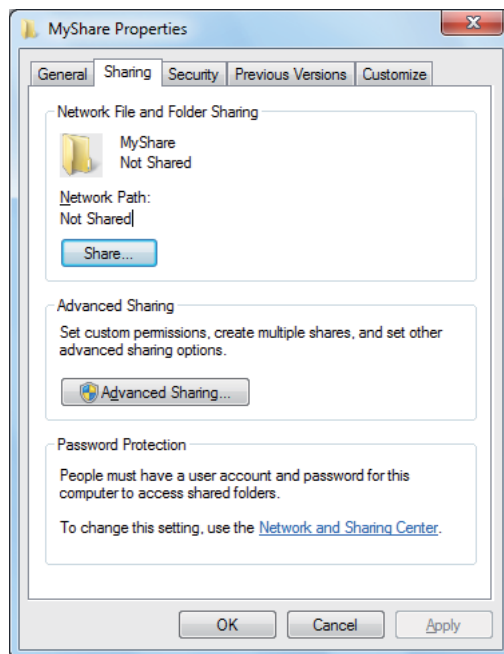 MyShare Properties
General Sharing Security Previous Versions Customize
Network File and Folder Sharing
MyShare
Not Shared
Network Path:
Not Shared
Share...
Advanced Sharing
Set custom permissions, create multiple shares, and set other
advanced sharing options.
Advanced Sharing...
Password Protection
People must have a user account and password for this
computer to access shared folders.
To change this setting, use the Network and Sharing Center.
OK Cancel Apply